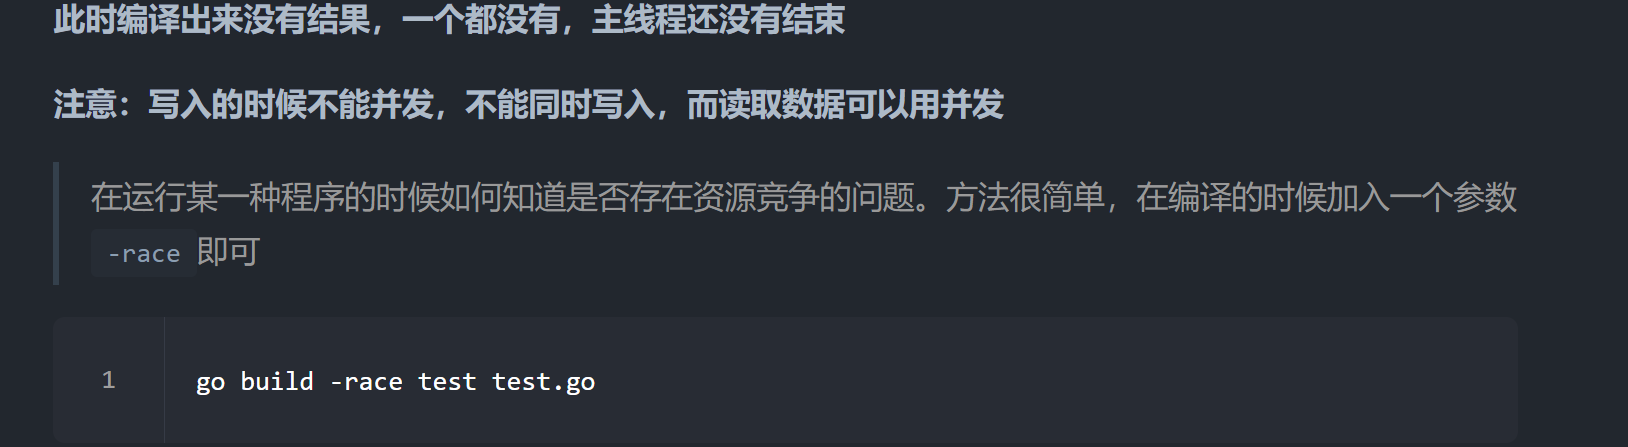 此时编译出来没有结果，一个都没有，主线程还没有结束
注意：写入的时候不能并发，不能同时写入，而读取数据可以用并发
在运行某一种程序的时候如何知道是否存在资源竞争的问题。方法很简单，在编译的时候加入一个参数
-race 即可
1 go build -race test test.go